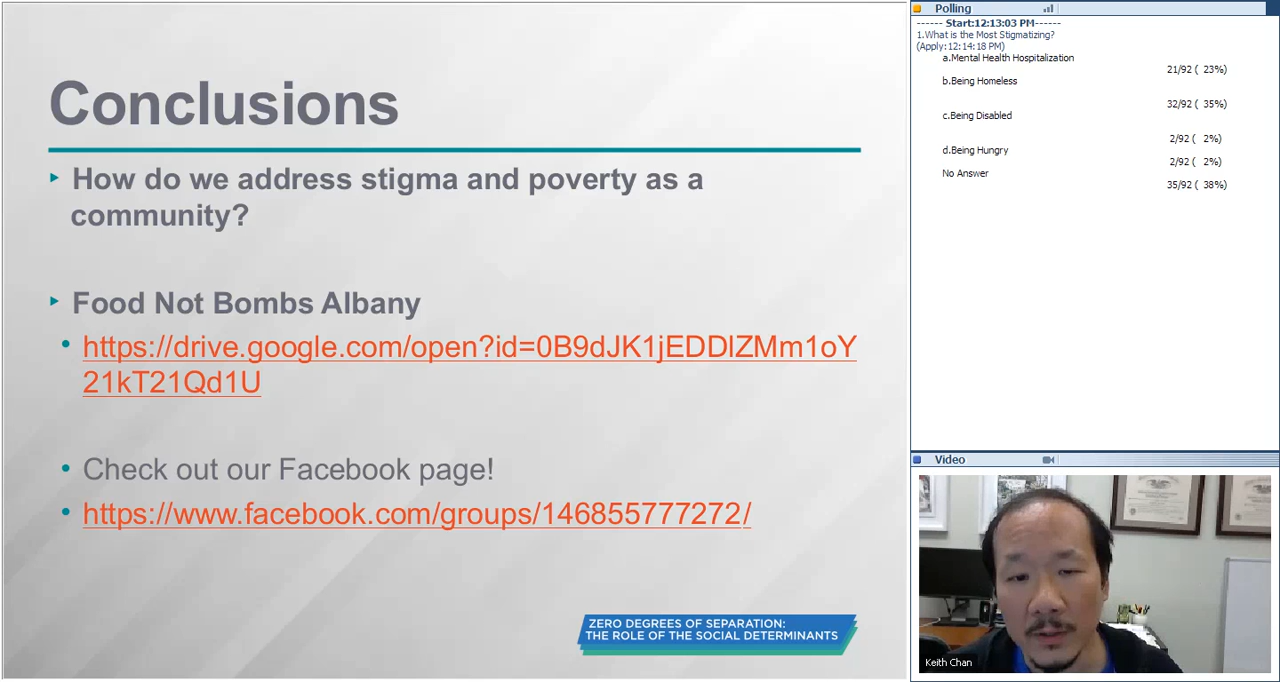 Conclusions
How do we address stigma and poverty as a
community?
Food Not Bombs Albany
https://drive.google.com/open?id=0B9dJK1jEDDlZMm1oY
21kT21Qd1U
Check out our Facebook page!
https://www.facebook.com/groups/146855777272/
ZERO DEGREES OF SEPARATION:
THE ROLE OF THE SOCIAL DETERMINANTS
Polling
------ Start:12:13:03 PM------
1.What is the Most Stigmatizing?
(Apply:12:14:18 PM)
a.Mental Health Hospitalization
21/92 ( 23%)
b.Being Homeless
32/92 ( 35%)
c.Being Disabled
2/92 ( 2%)
d.Being Hungry
2/92 ( 2%)
No Answer
35/92 ( 38%)
Video
Keith Chan